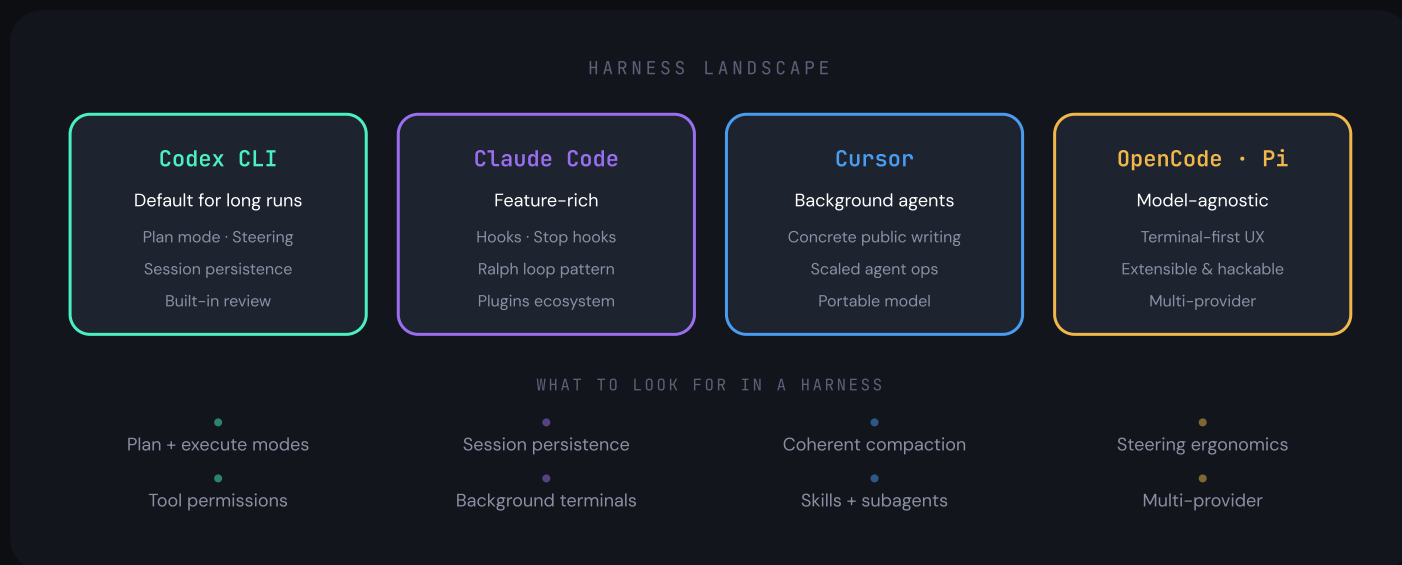 HARNESS LANDSCAPE
Codex CLI
Default for long runs
Plan mode · Steering
Session persistence
Built-in review
Claude Code
Feature-rich
Hooks · Stop hooks
Ralph loop pattern
Plugins ecosystem
Cursor
Background agents
Concrete public writing
Scaled agent ops
Portable model
OpenCode · Pi
Model-agnostic
Terminal-first UX
Extensible & hackable
Multi-provider
WHAT TO LOOK FOR IN A HARNESS
Plan + execute modes
Session persistence
Coherent compaction
Steering ergonomics
Tool permissions
Background terminals
Skills + subagents
Multi-provider